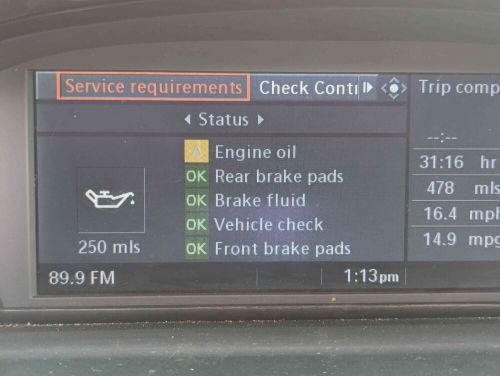 Service requirements Check Conti
Trip comp
Status
Engine oil
OK Rear brake pads
OK Brake fluid
OK Vehicle check
OK Front brake pads
250 mls
--:--
31:16 hr
478 mls
16.4 mph
14.9 mpg
89.9 FM
1:13pm